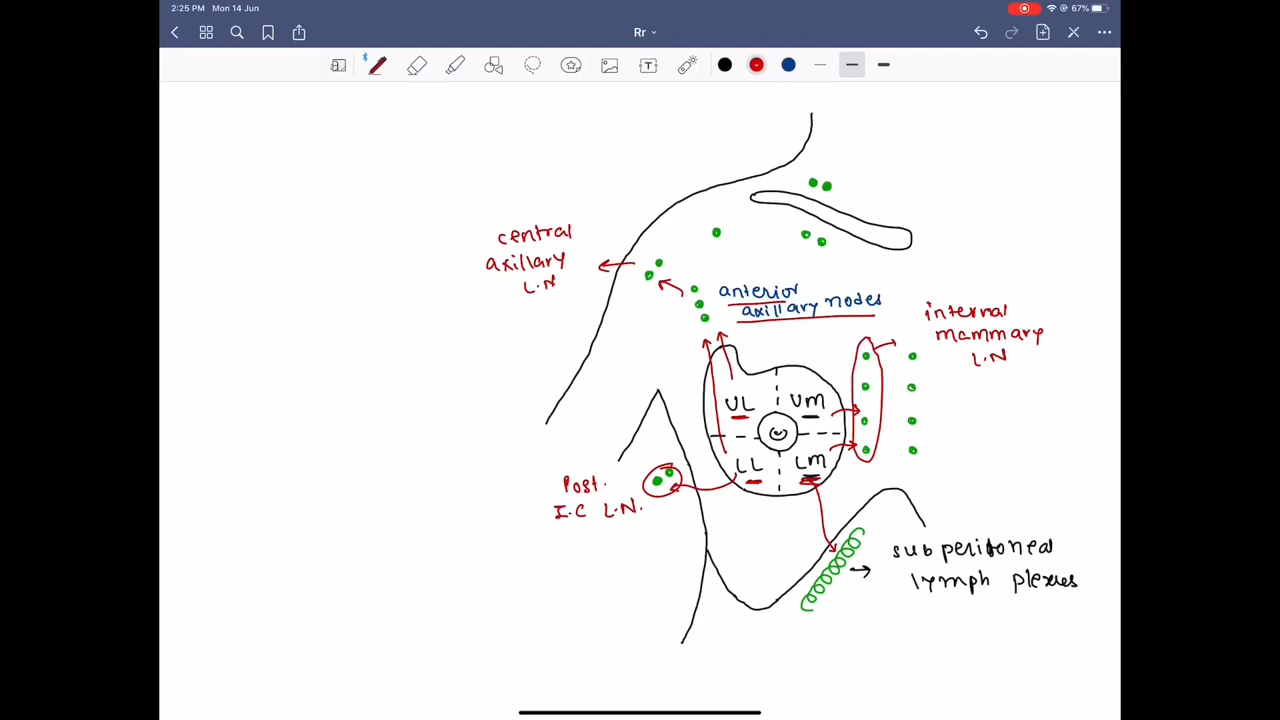 2:25 PM Mon 14 Jun
67%
Rr
T
central
axillary
L.N
anterior
axillary nodes
internal
mammary
L.N
UL UM
LL LM
Post.
I.C L.N.
subperitoneal
lymph plexus